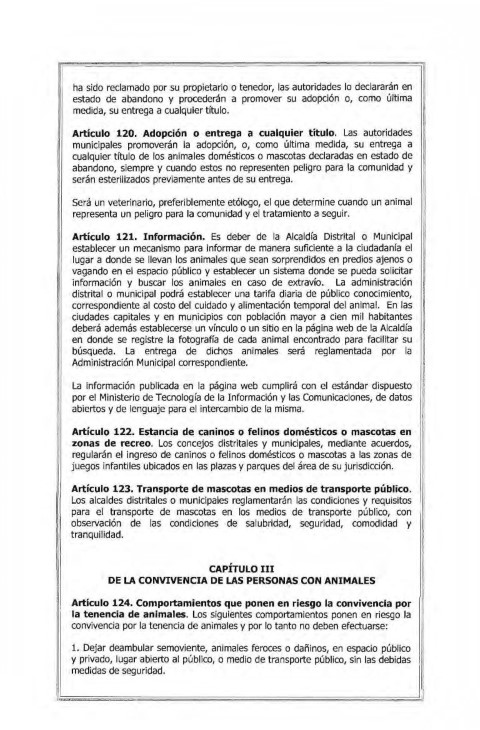 ha sido reclamado por su propietario o tenedor, las autoridades lo declararán en
estado de abandono y procederán a promover su adopción o, como última
medida, su entrega a cualquier título.
Artículo 120. Adopción o entrega a cualquier título. Las autoridades
municipales promoverán la adopción, o, como última medida, su entrega a
cualquier título de los animales domésticos o mascotas declaradas en estado de
abandono, siempre y cuando estos no representen peligro para la comunidad y
serán esterilizados previamente antes de su entrega.
Será un veterinario, preferiblemente etólogo, el que determine cuando un animal
representa un peligro para la comunidad y el tratamiento a seguir.
Artículo 121. Información. Es deber de la Alcaldía Distrital o Municipal
establecer un mecanismo para informar de manera suficiente a la ciudadanía el
lugar a donde se llevan los animales que sean sorprendidos en predios ajenos o
vagando en el espacio público y establecer un sistema donde se pueda solicitar
información y buscar los animales en caso de extravío. La administración
distrital o municipal podrá establecer una tarifa diaria de público conocimiento,
correspondiente al costo del cuidado y alimentación temporal del animal. En las
ciudades capitales y en municipios con población mayor a cien mil habitantes
deberá además establecerse un vínculo o un sitio en la página web de la Alcaldía
en donde se registre la fotografía de cada animal encontrado para facilitar su
búsqueda. La entrega de dichos animales será reglamentada por la
Administración Municipal correspondiente.
La información publicada en la página web cumplirá con el estándar dispuesto
por el Ministerio de Tecnología de la Información y las Comunicaciones, de datos
abiertos y de lenguaje para el intercambio de la misma.
Artículo 122. Estancia de caninos o felinos domésticos o mascotas en
zonas de recreo. Los concejos distritales y municipales, mediante acuerdos,
regularán el ingreso de caninos o felinos domésticos o mascotas a las zonas de
juegos infantiles ubicados en las plazas y parques del área de su jurisdicción.
Artículo 123. Transporte de mascotas en medios de transporte público.
Los alcaldes distritales o municipales reglamentarán las condiciones y requisitos
para el transporte de mascotas en los medios de transporte público, con
observación de las condiciones de salubridad, seguridad, comodidad y
tranquilidad.
CAPÍTULO III
DE LA CONVIVENCIA DE LAS PERSONAS CON ANIMALES
Artículo 124. Comportamientos que ponen en riesgo la convivencia por
la tenencia de animales. Los siguientes comportamientos ponen en riesgo la
convivencia por la tenencia de animales y por lo tanto no deben efectuarse:
1. Dejar deambular semoviente, animales feroces o dañinos, en espacio público
y privado, lugar abierto al público, o medio de transporte público, sin las debidas
medidas de seguridad.